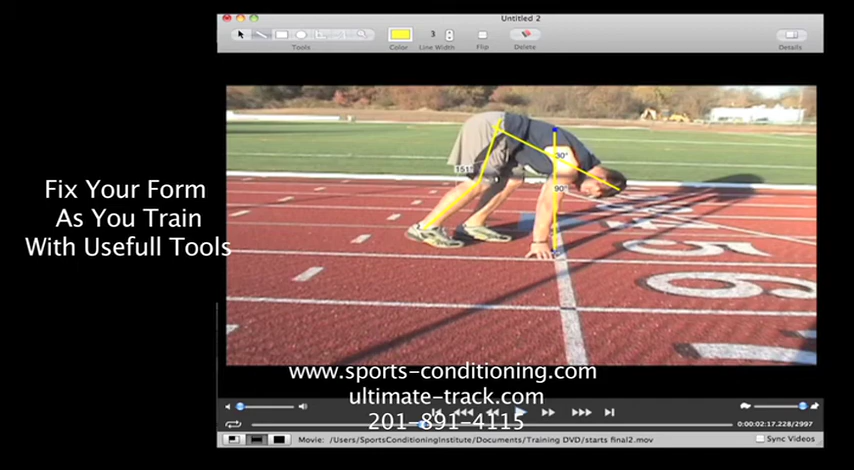 Untitled 2
3
Tools
Color
Line Width
Flip
Delete
Details
Fix Your Form
As You Train
With Usefull Tools
151°
30°
90°
5
6
www.sports-conditioning.com
ultimate-track.com
201-891-4115
0:00:02:17.228/2997
Movie: /Users/SportsConditioningInstitute/Documents/Training DVD/starts final2.mov
Sync Videos